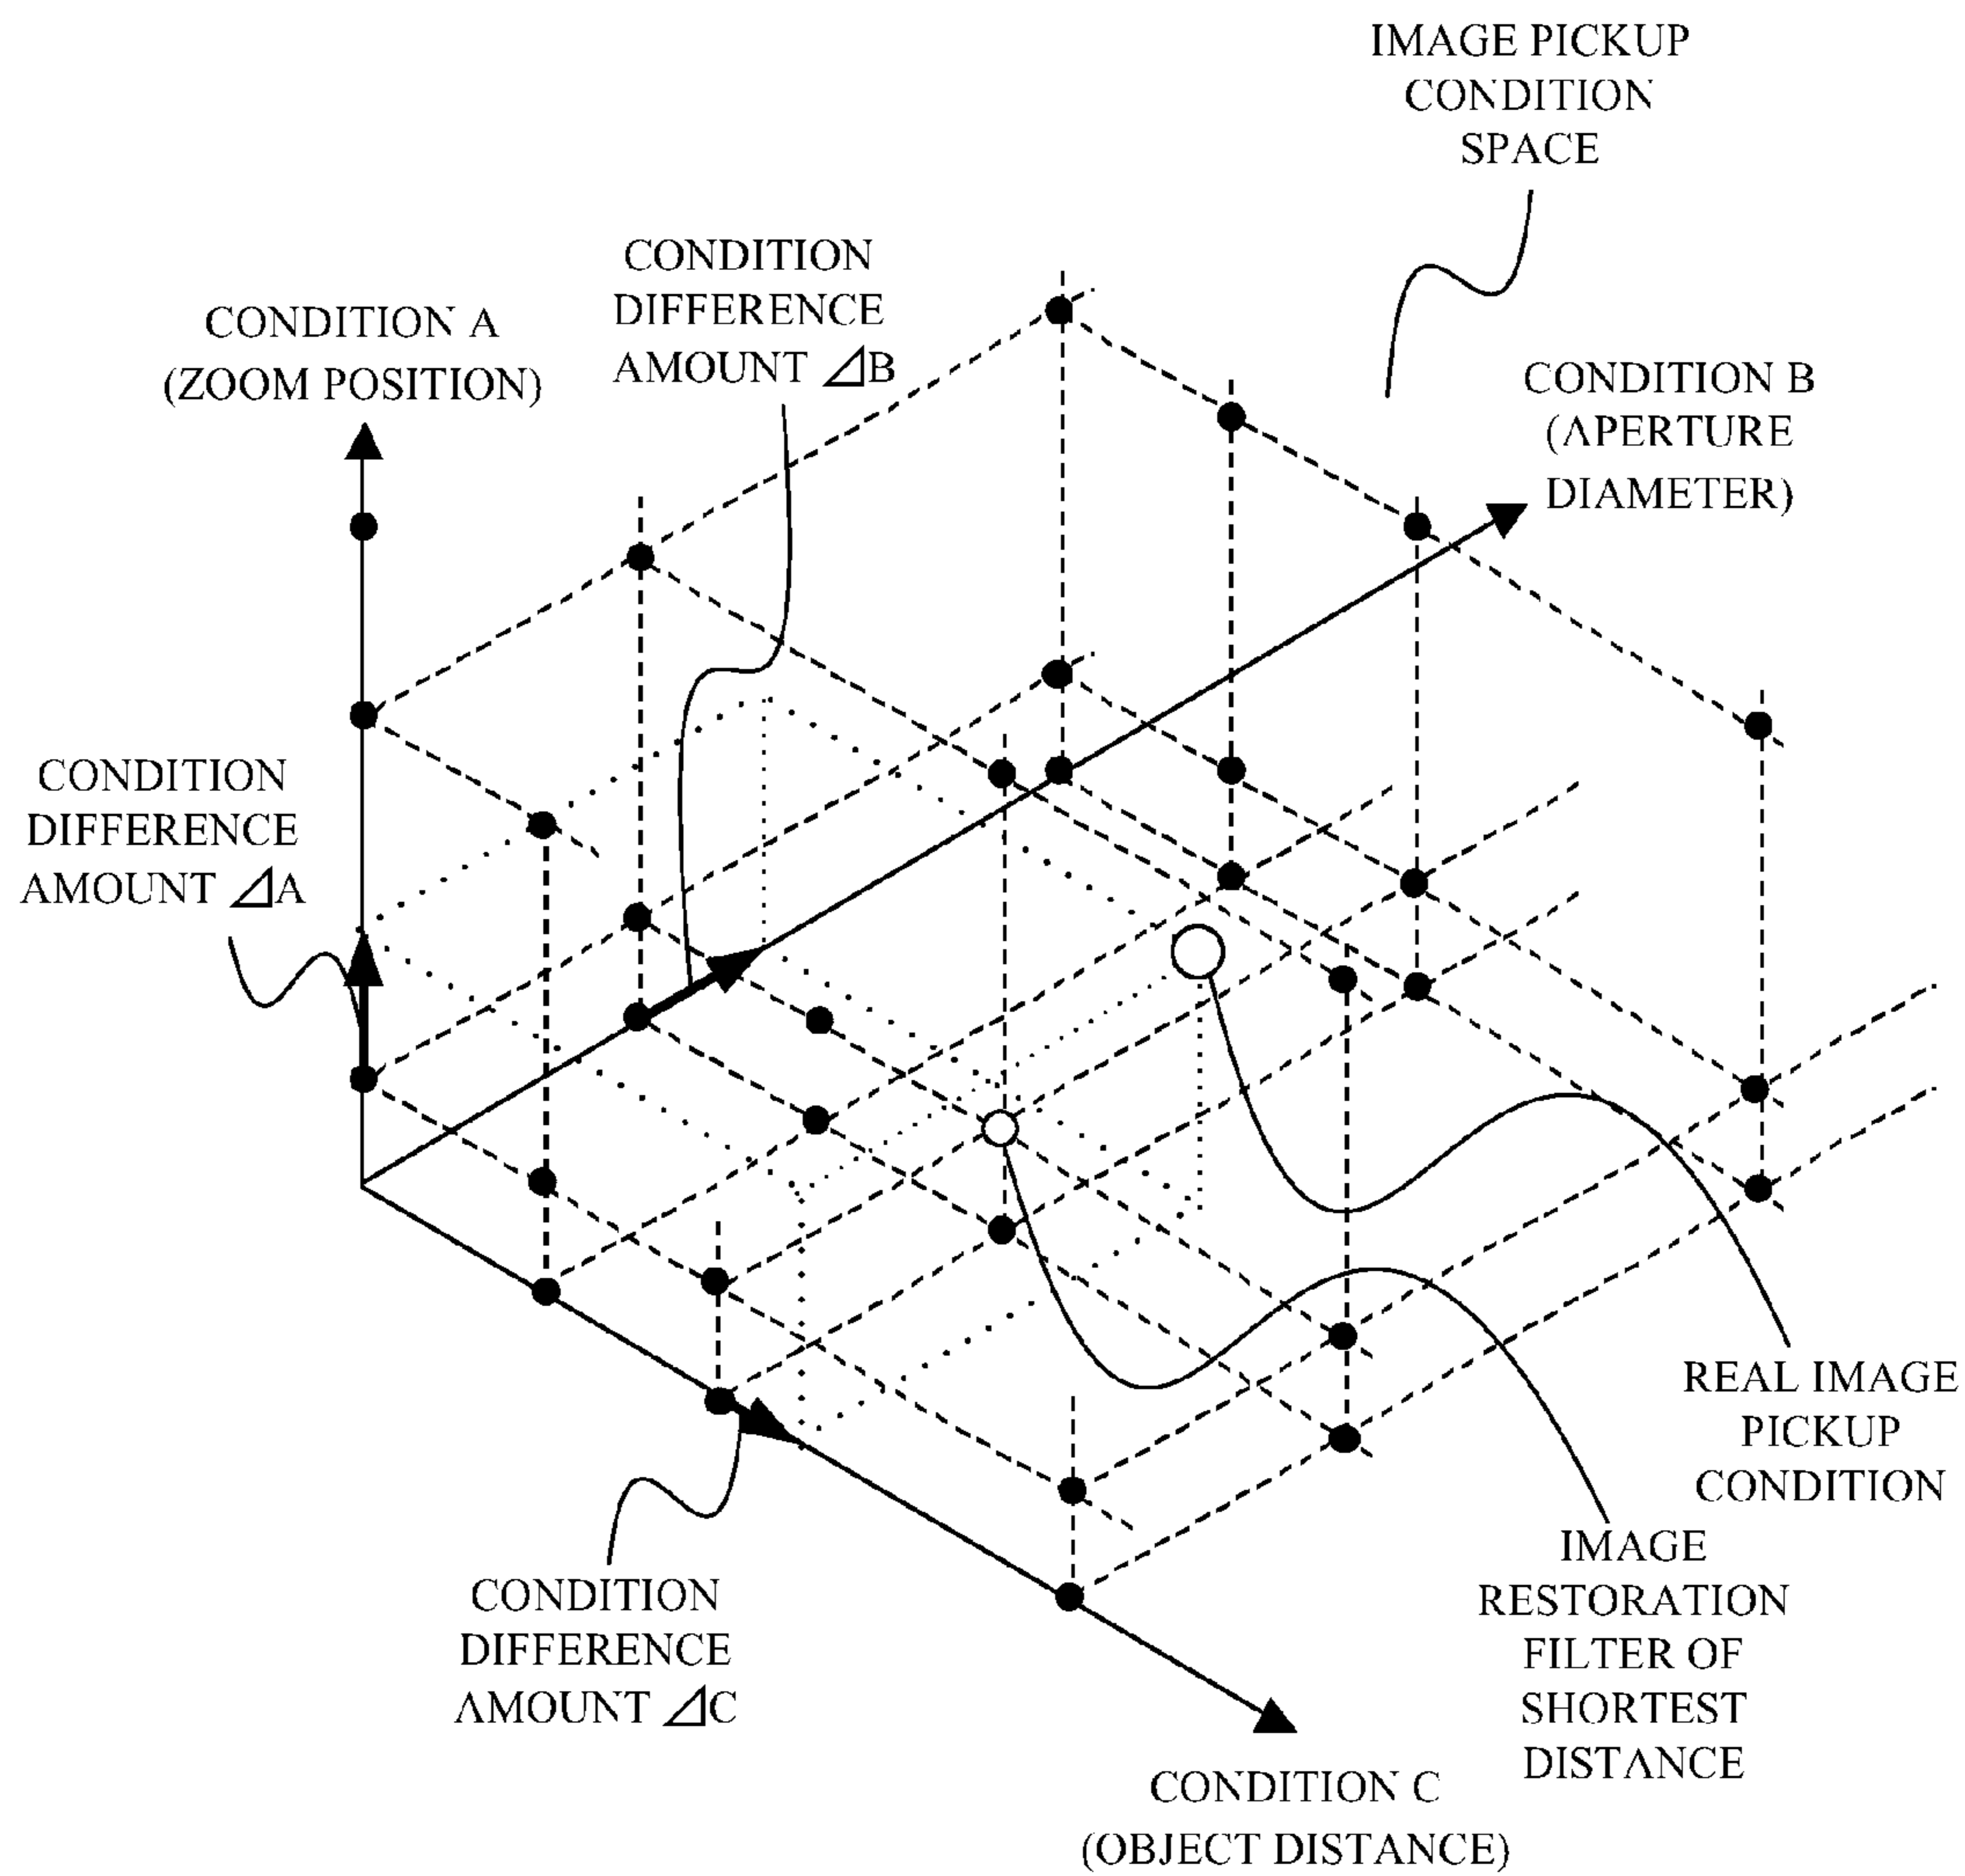 IMAGE PICKUP
CONDITION
SPACE
CONDITION
DIFFERENCE
AMOUNT ⊿B
CONDITION A
(ZOOM POSITION)
CONDITION B
(APERTURE
DIAMETER)
CONDITION
DIFFERENCE
AMOUNT ⊿A
REAL IMAGE
PICKUP
CONDITION
IMAGE
RESTORATION
FILTER OF
SHORTEST
DISTANCE
CONDITION
DIFFERENCE
AMOUNT ⊿C
CONDITION C
(OBJECT DISTANCE)